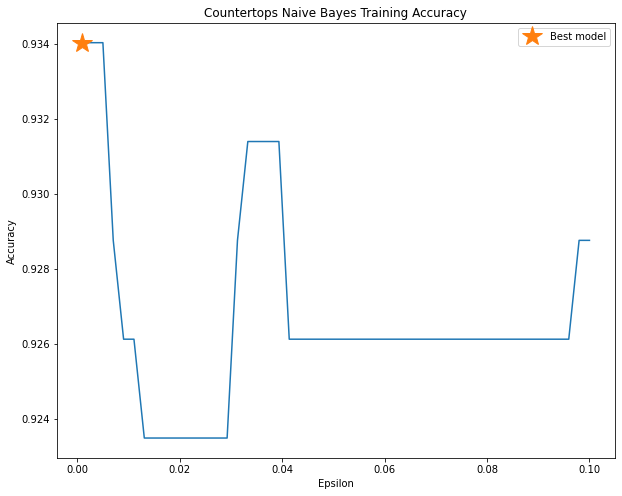 Countertops Naive Bayes Training Accuracy
Best model
0.934
0.932
0.930
0.928
0.926
0.924
Accuracy
0.00 0.02 0.04 0.06 0.08 0.10
Epsilon